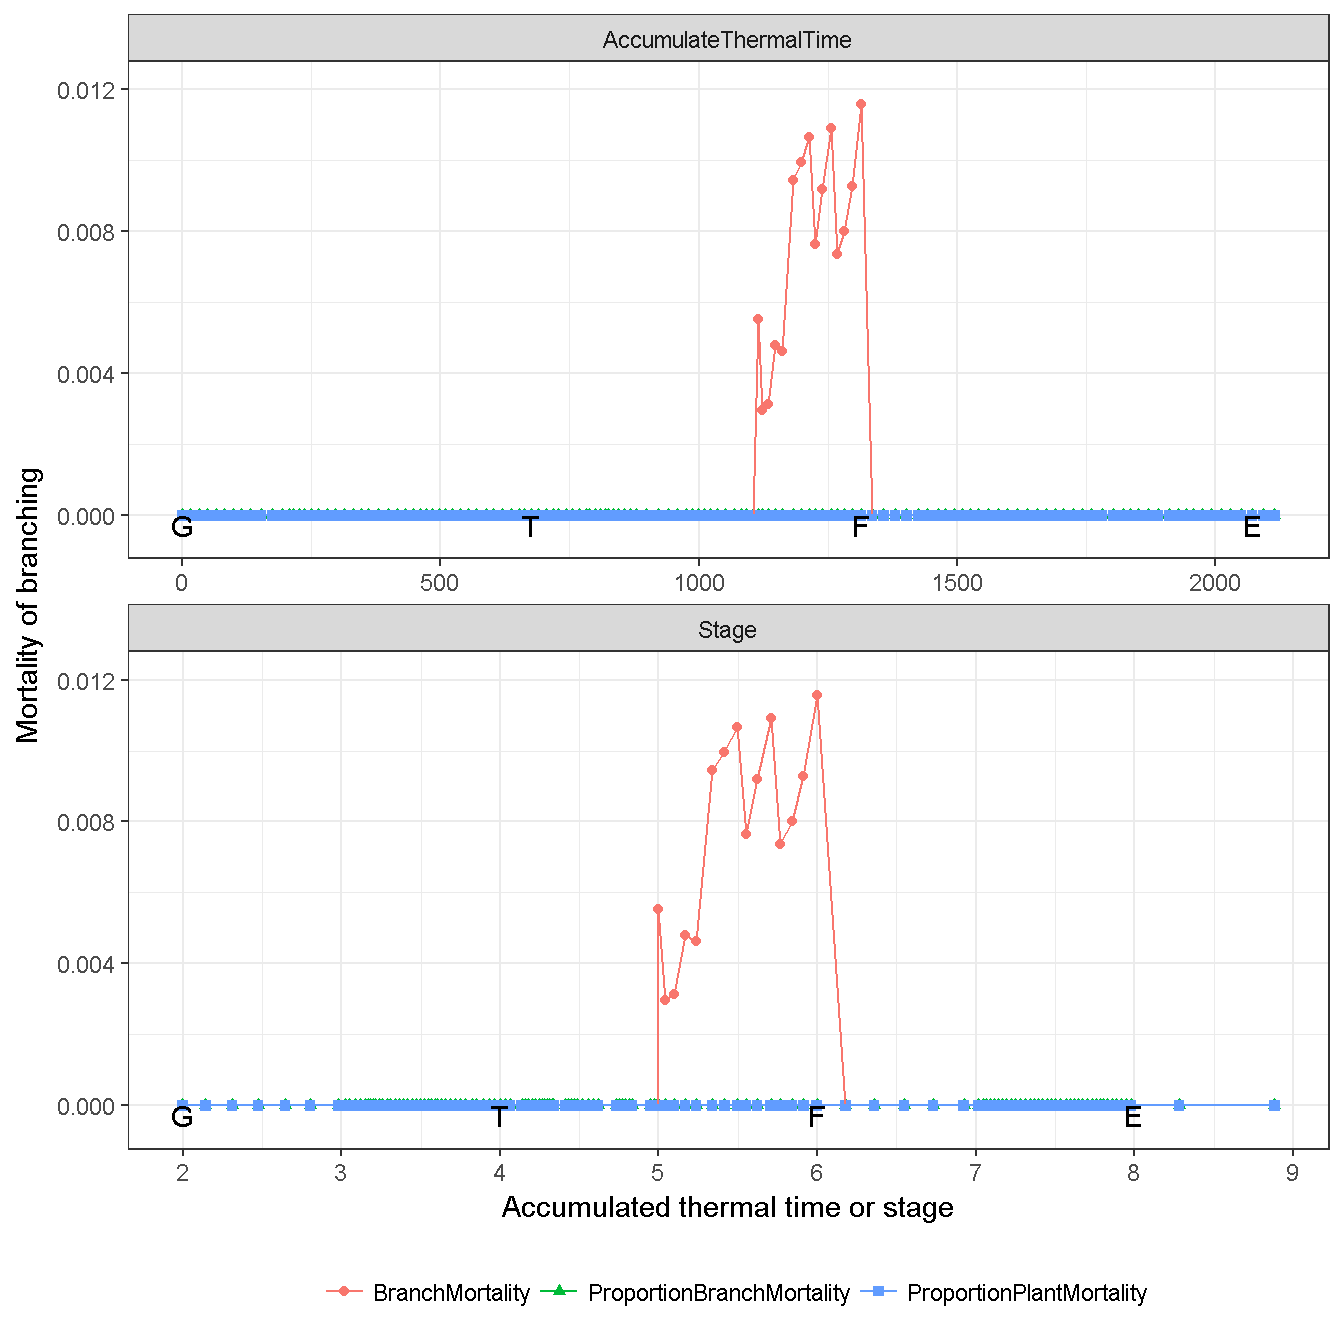 AccumulateThermalTime
0.012
0.008
0.004
0.000
G T F E
0 500 1000 1500 2000
Mortality of branching
Stage
0.012
0.008
0.004
0.000
G T F E
2 3 4 5 6 7 8 9
Accumulated thermal time or stage
BranchMortality ProportionBranchMortality ProportionPlantMortality